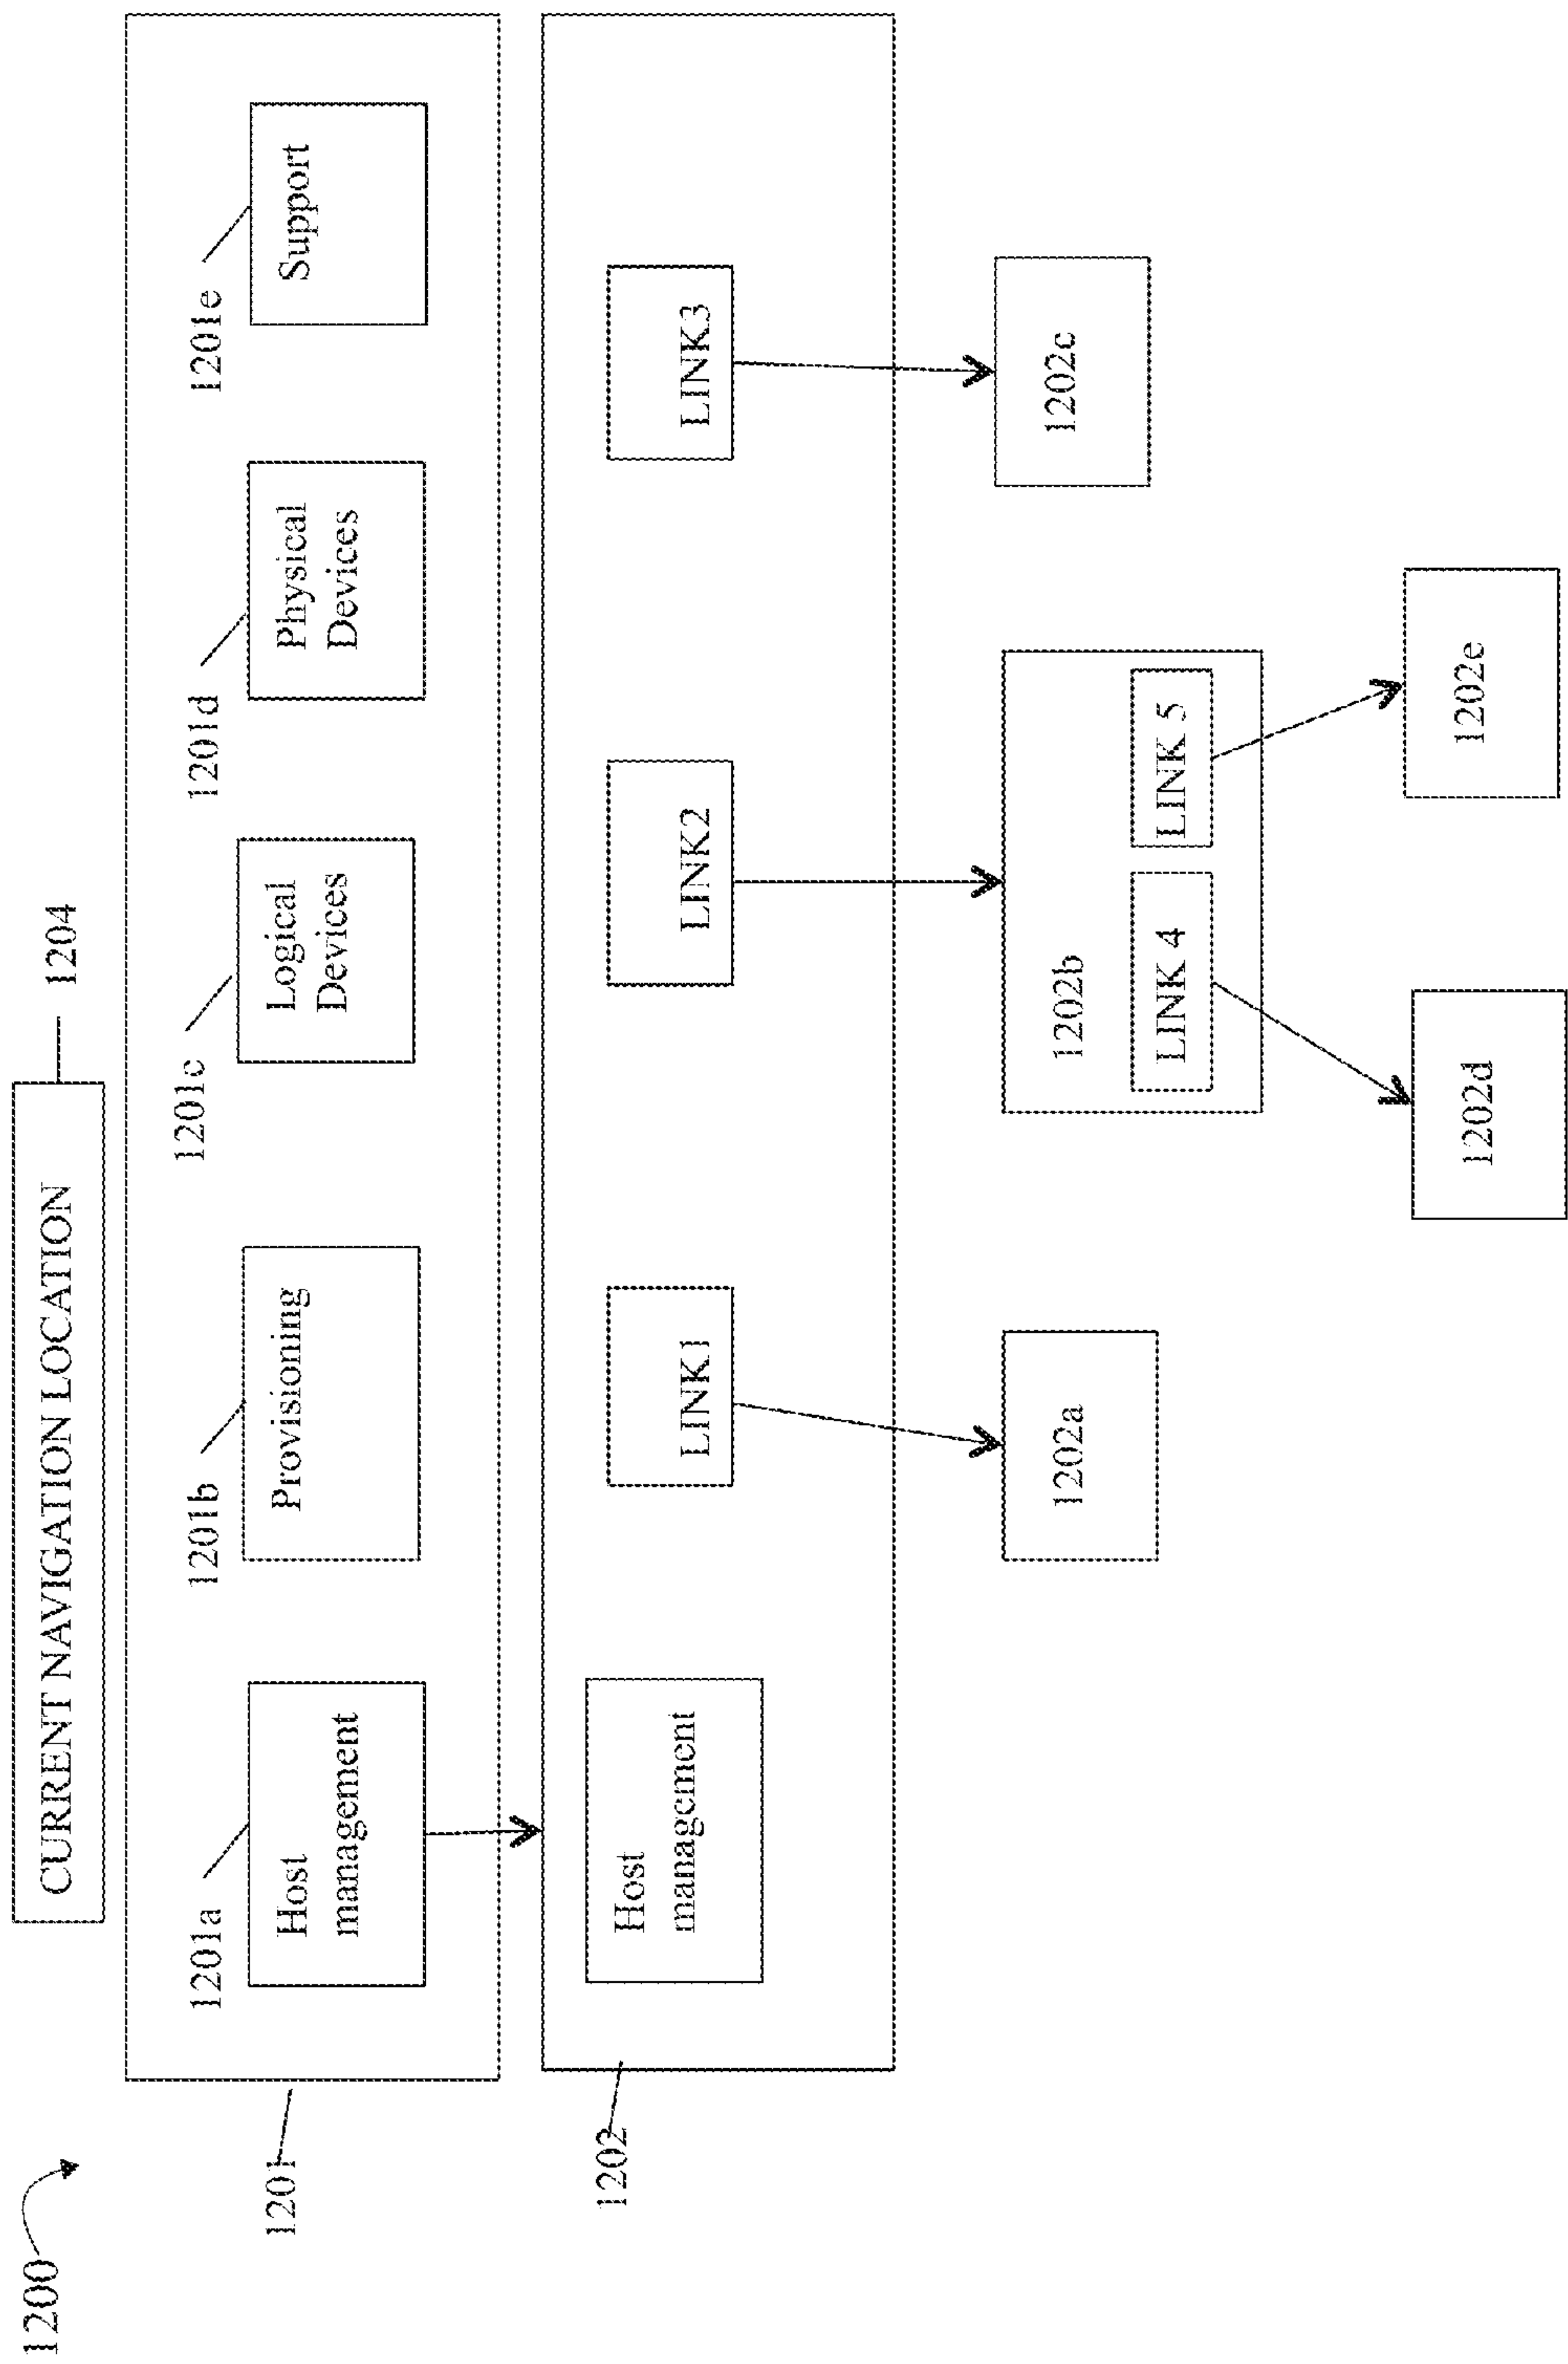 1200
CURRENT NAVIGATION LOCATION
1204
1201
1201a
1201b
1201c
1201d
1201e
Host
management
Provisioning
Logical
Devices
Physical
Devices
Support
1202
Host
management
LINK1
LINK2
LINK3
1202a
1202b
LINK 4
LINK 5
1202c
1202d
1202e